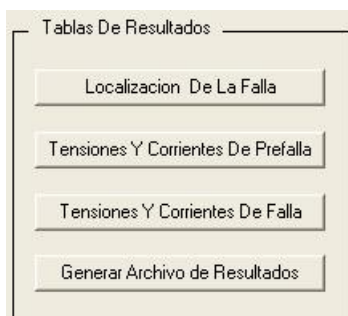 Tablas De Resultados
Localizacion De La Falla
Tensiones Y Corrientes De Prefalla
Tensiones Y Corrientes De Falla
Generar Archivo de Resultados